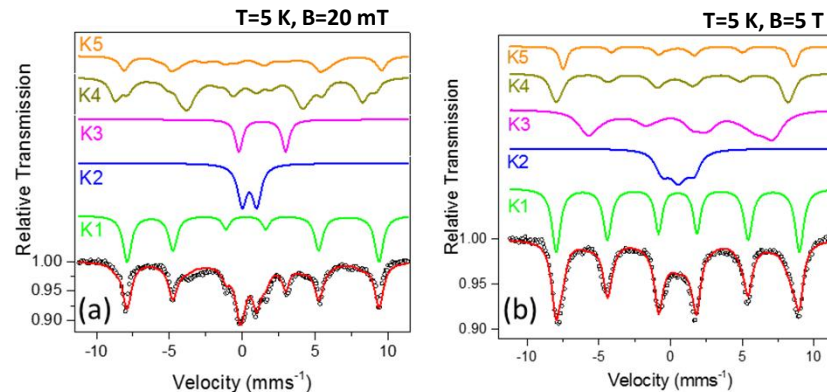 T=5 K, B=20 mT
K5
K4
K3
K2
K1
Relative Transmission
1.00
0.95
0.90
(a)
-10 -5 0 5 10
Velocity (mms⁻¹)
T=5 K, B=5 T
K5
K4
K3
K2
K1
Relative Transmission
1.00
0.95
0.90
(b)
-10 -5 0 5 10
Velocity (mms⁻¹)